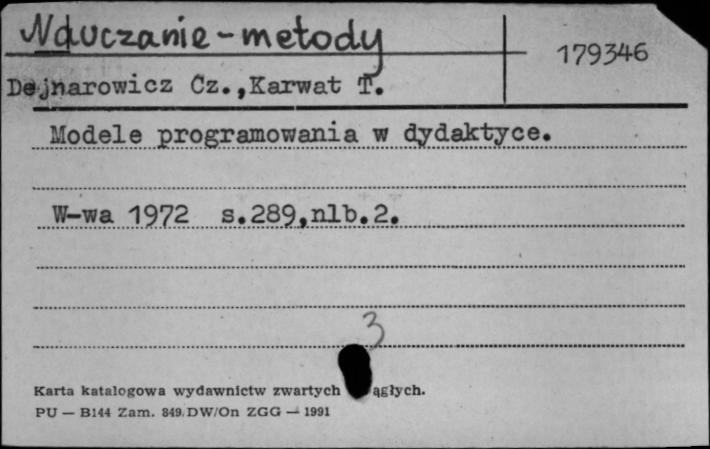 Nauczanie-metody
179346
Dejnarowicz Cz., Karwat T.
Modele programowania w dydaktyce.
W-wa 1972 s.289,nlb.2.
3
Karta katalogowa wydawnictw zwartych ągłych.
PU — B144 Zam. 849. DW/On ZGG — 1991